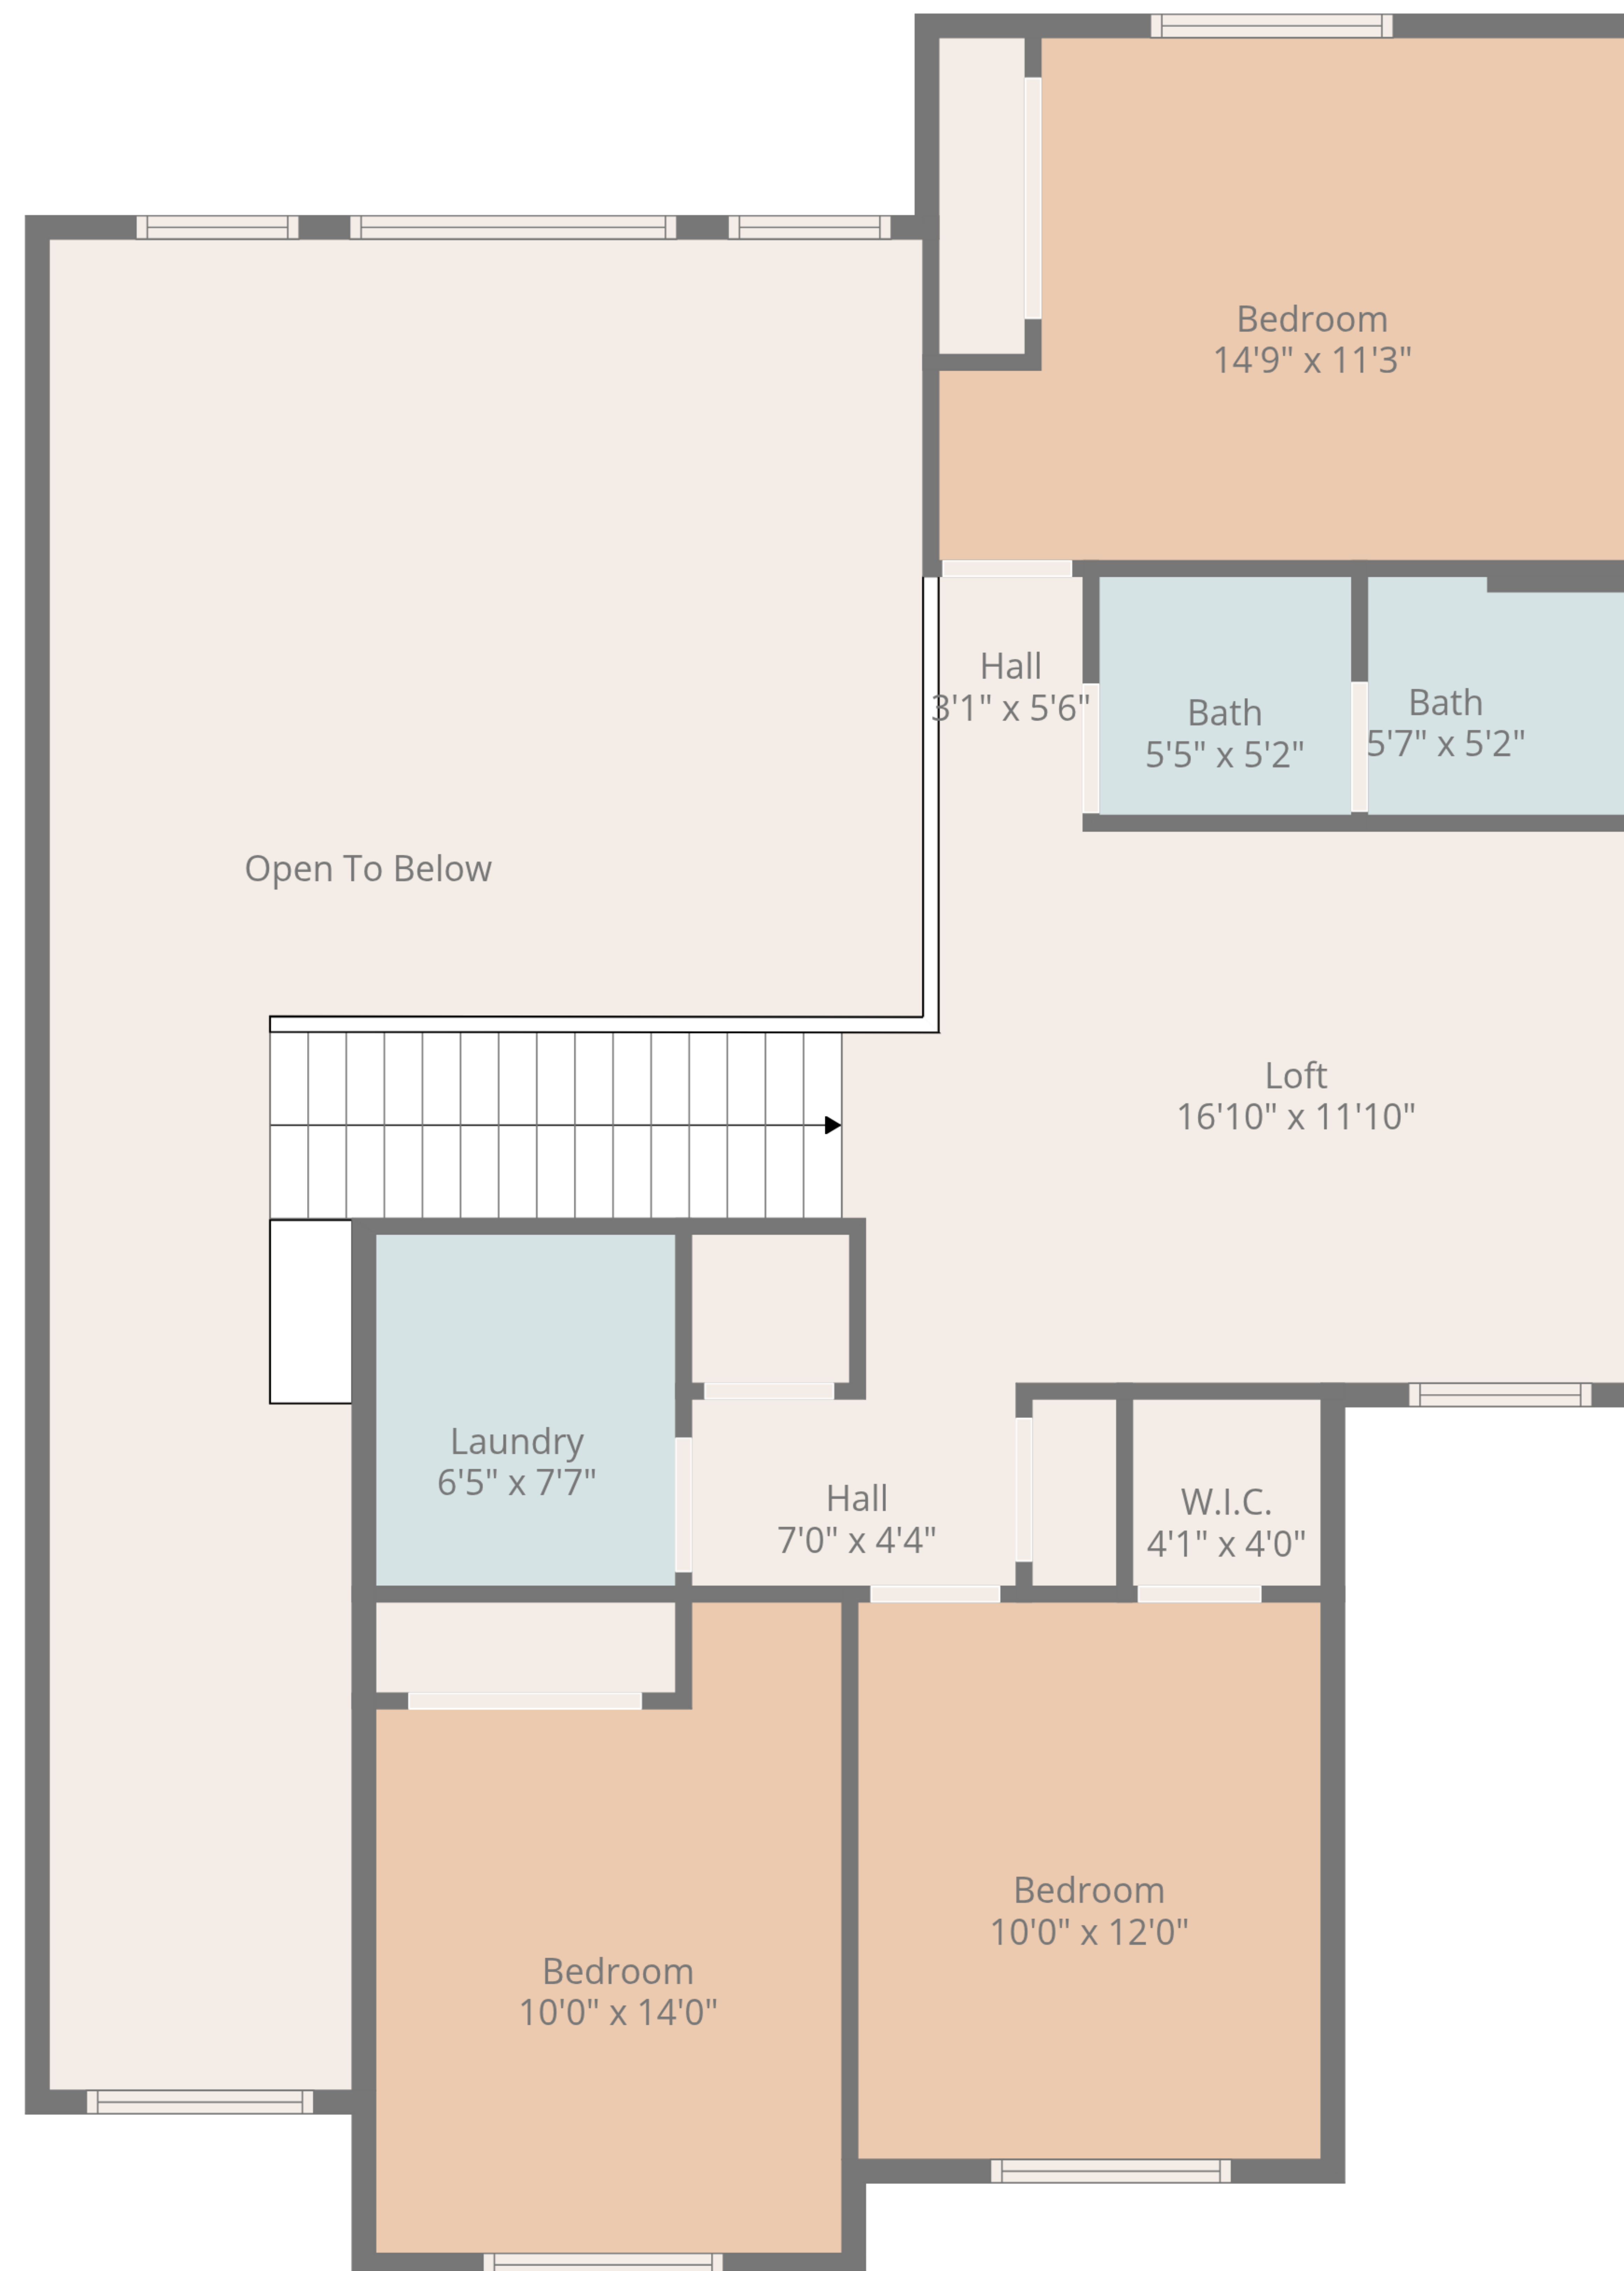 Bedroom
14'9" x 11'3"
Hall
3'1" x 5'6"
Bath
5'5" x 5'2"
Bath
5'7" x 5'2"
Open To Below
Loft
16'10" x 11'10"
Laundry
6'5" x 7'7"
Hall
7'0" x 4'4"
W.I.C.
4'1" x 4'0"
Bedroom
10'0" x 12'0"
Bedroom
10'0" x 14'0"